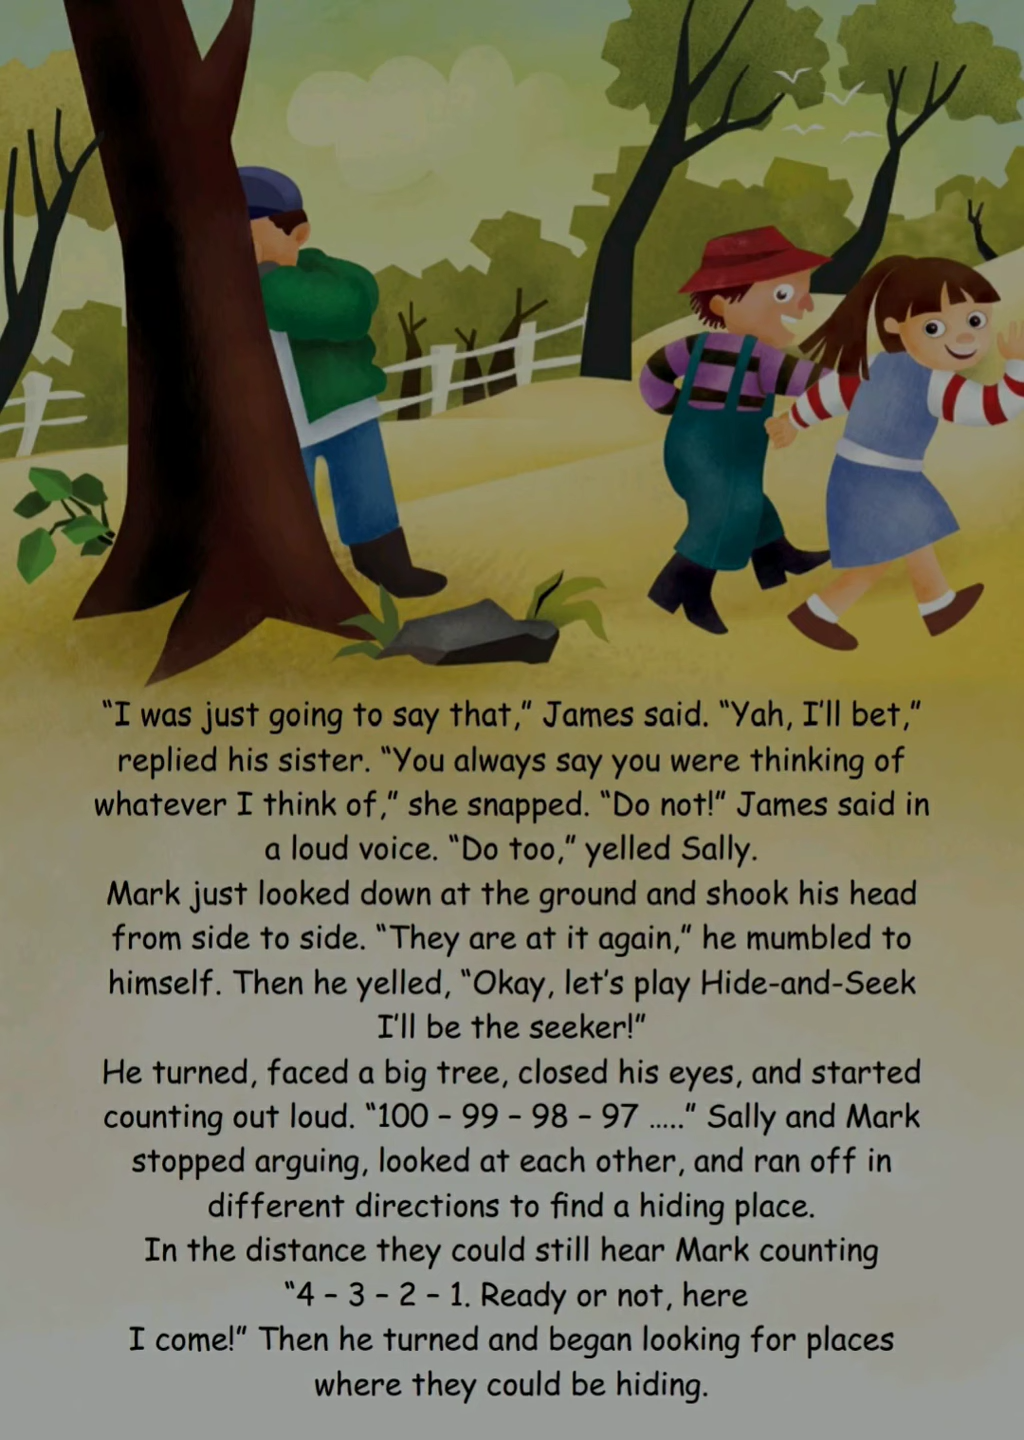 “I was just going to say that,” James said. “Yah, I’ll bet,”
replied his sister. “You always say you were thinking of
whatever I think of,” she snapped. “Do not!” James said in
a loud voice. “Do too,” yelled Sally.
Mark just looked down at the ground and shook his head
from side to side. “They are at it again,” he mumbled to
himself. Then he yelled, “Okay, let’s play Hide-and-Seek
I’ll be the seeker!”
He turned, faced a big tree, closed his eyes, and started
counting out loud. “100 – 99 – 98 – 97 .....” Sally and Mark
stopped arguing, looked at each other, and ran off in
different directions to find a hiding place.
In the distance they could still hear Mark counting
“4 – 3 – 2 – 1. Ready or not, here
I come!” Then he turned and began looking for places
where they could be hiding.